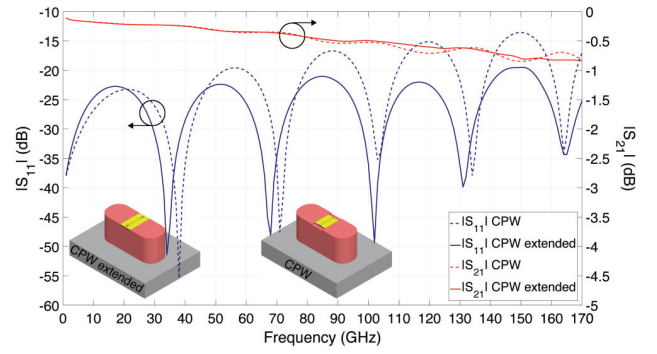 -10
-15
-20
-25
-30
-35
-40
-45
-50
-55
-60
|S11| (dB)
0
-0.5
-1
-1.5
-2
-2.5
-3
-3.5
-4
-4.5
-5
|S21| (dB)
CPW extended
CPW
|S11| CPW
|S11| CPW extended
|S21| CPW
|S21| CPW extended
0 10 20 30 40 50 60 70 80 90 100 110 120 130 140 150 160 170
Frequency (GHz)